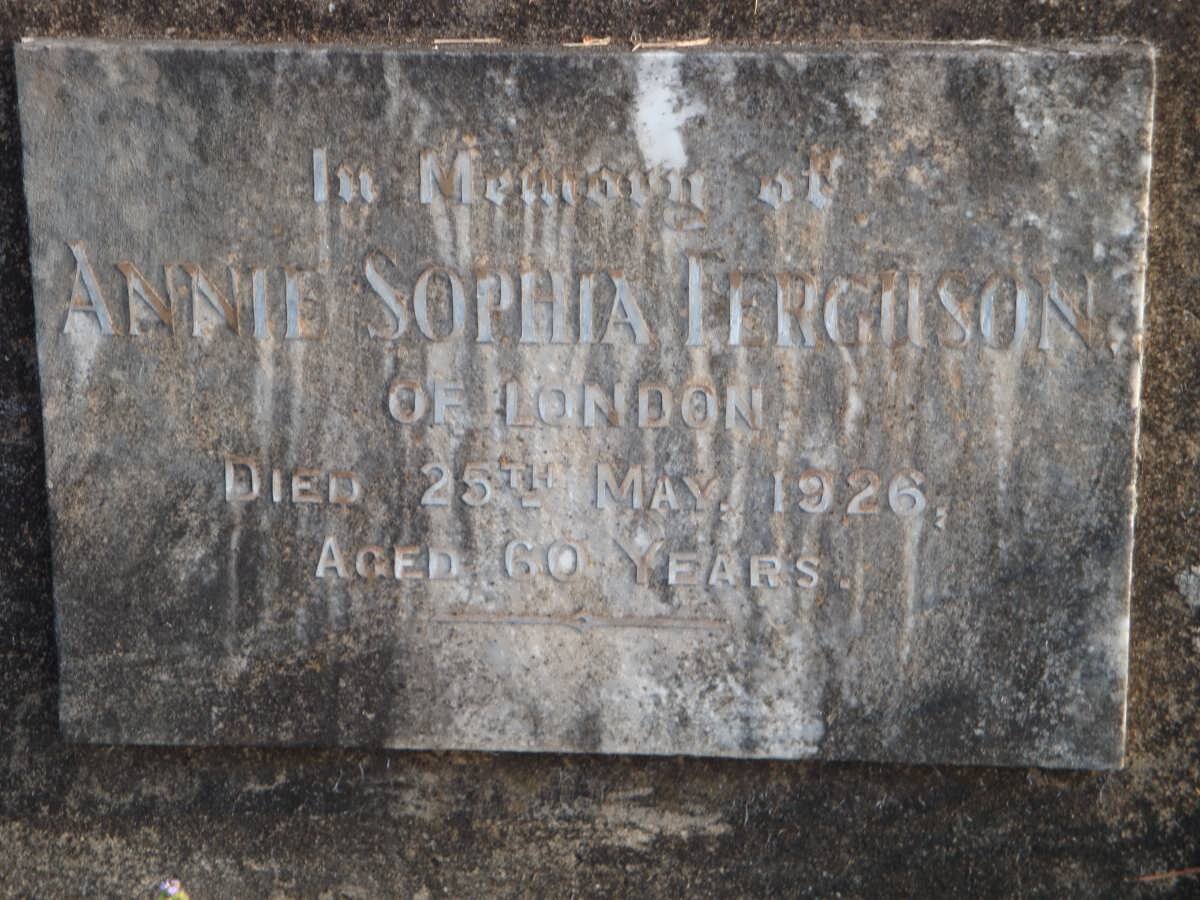 In Memory of
ANNIE SOPHIA FERGUSON,
OF LONDON.
DIED 25TH MAY, 1926,
AGED 60 YEARS.